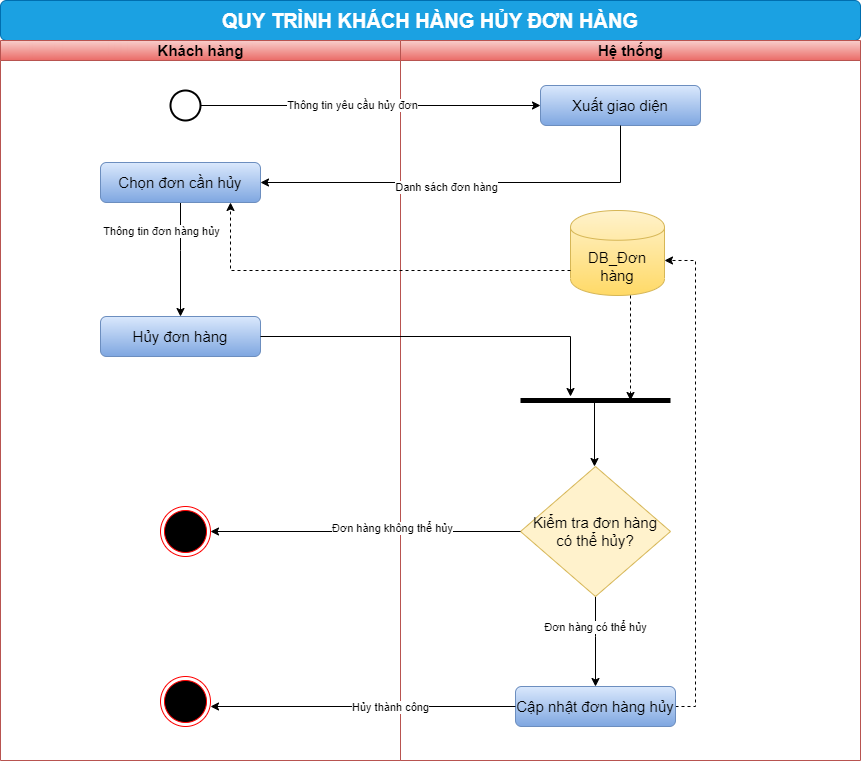 QUY TRÌNH KHÁCH HÀNG HỦY ĐƠN HÀNG
Khách hàng
Hệ thống
Thông tin yêu cầu hủy đơn
Xuất giao diện
Chọn đơn cần hủy
Danh sách đơn hàng
Thông tin đơn hàng hủy
DB_Đơn
hàng
Hủy đơn hàng
Kiểm tra đơn hàng
có thể hủy?
Đơn hàng không thể hủy
Đơn hàng có thể hủy
Hủy thành công
Cập nhật đơn hàng hủy